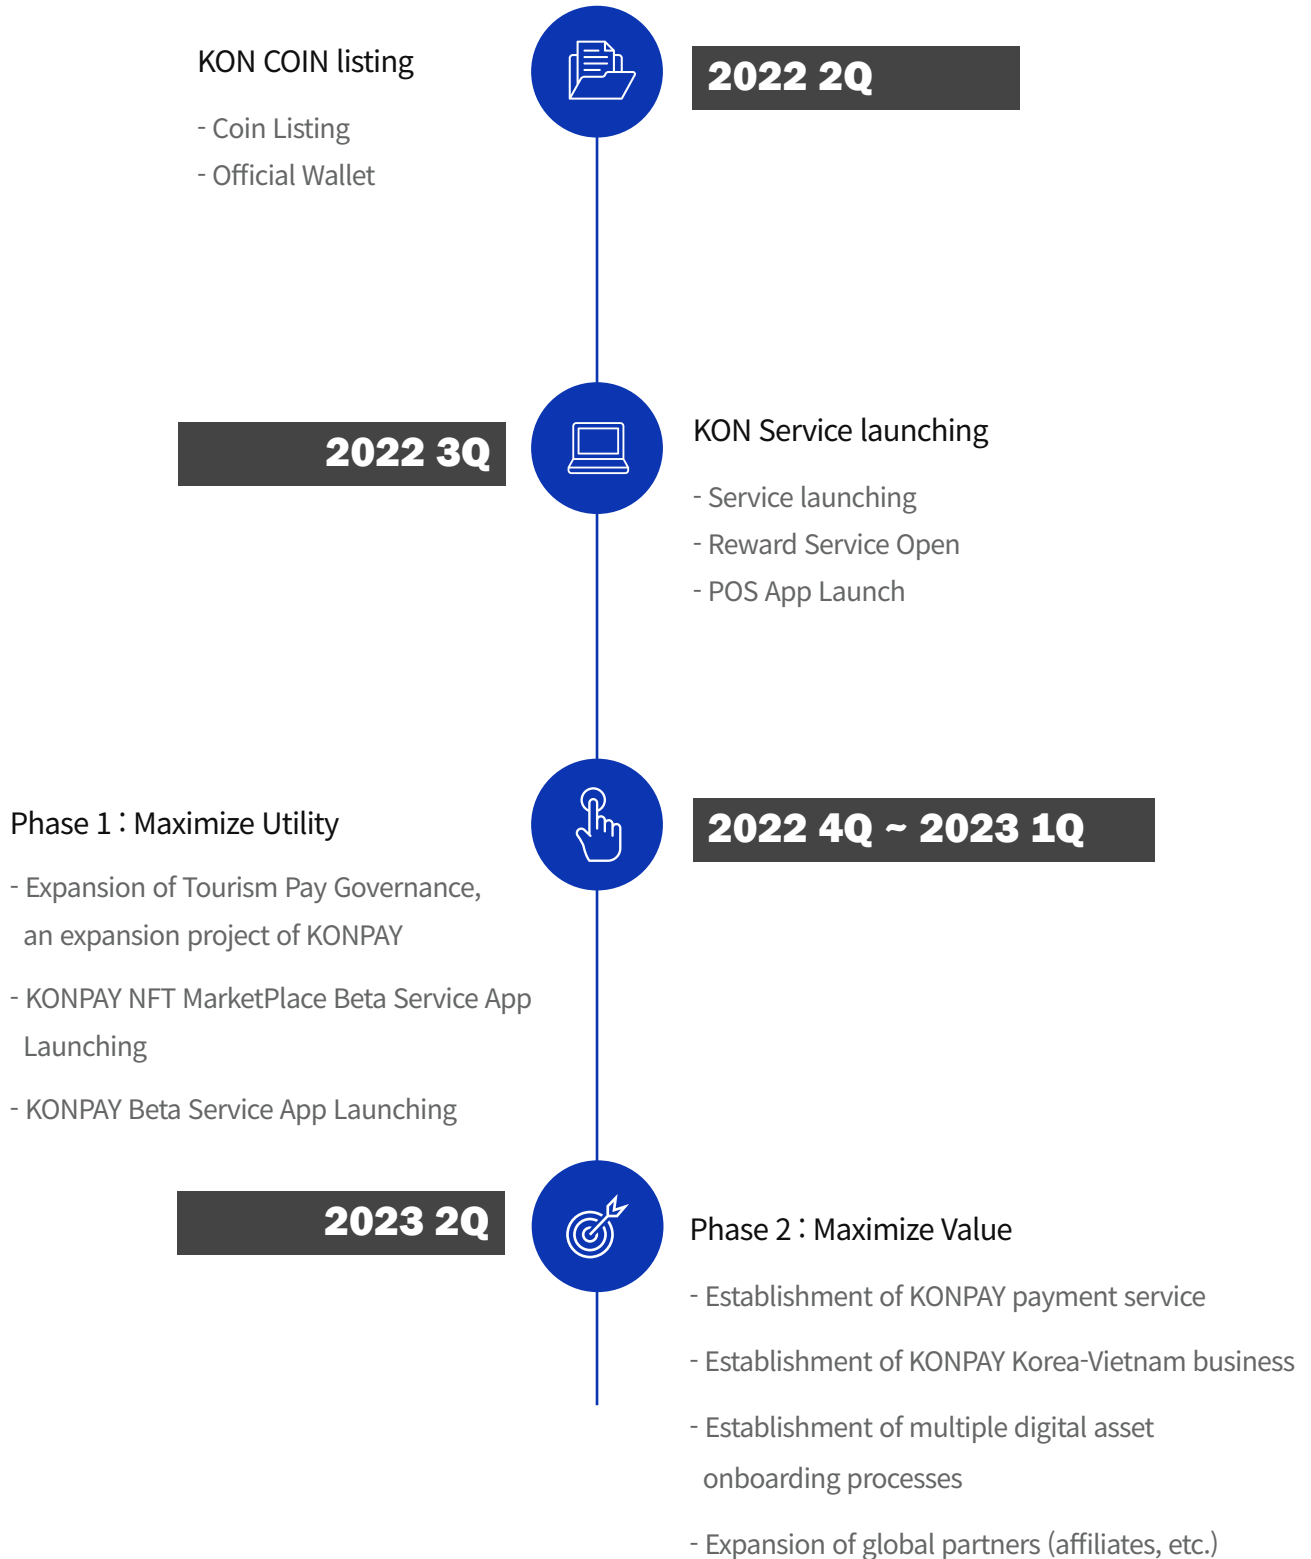 KON COIN listing
- Coin Listing
- Official Wallet
2022 2Q
2022 3Q
KON Service launching
- Service launching
- Reward Service Open
- POS App Launch
Phase 1 : Maximize Utility
- Expansion of Tourism Pay Governance,
an expansion project of KONPAY
- KONPAY NFT MarketPlace Beta Service App
Launching
- KONPAY Beta Service App Launching
2022 4Q ~ 2023 1Q
2023 2Q
Phase 2 : Maximize Value
- Establishment of KONPAY payment service
- Establishment of KONPAY Korea-Vietnam business
- Establishment of multiple digital asset
onboarding processes
- Expansion of global partners (affiliates, etc.)